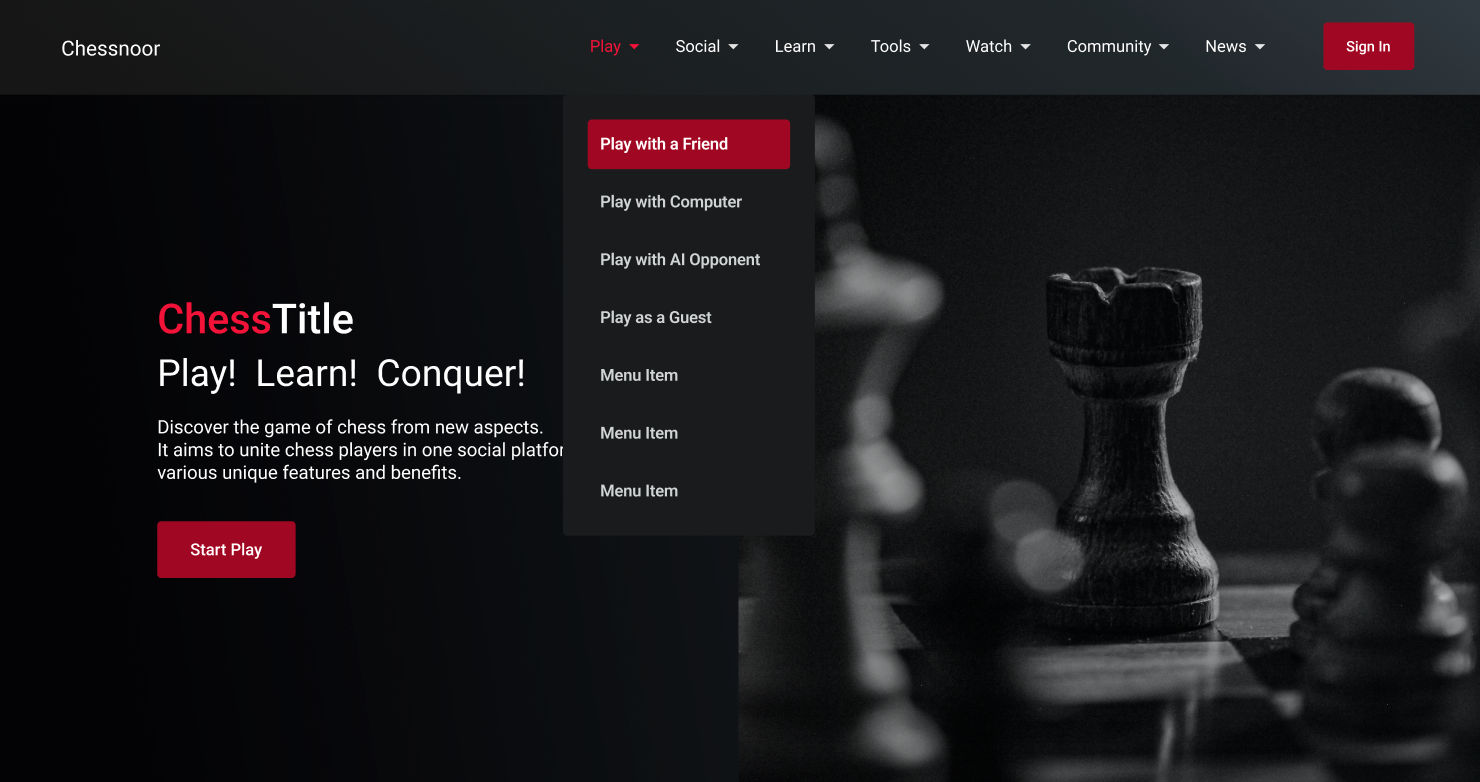 Chessnoor
Play Social Learn Tools Watch Community News Sign In
Play with a Friend
Play with Computer
Play with AI Opponent
Play as a Guest
Menu Item
Menu Item
Menu Item
ChessTitle
Play! Learn! Conquer!
Discover the game of chess from new aspects.
It aims to unite chess players in one social
various unique features and benefits.
Start Play